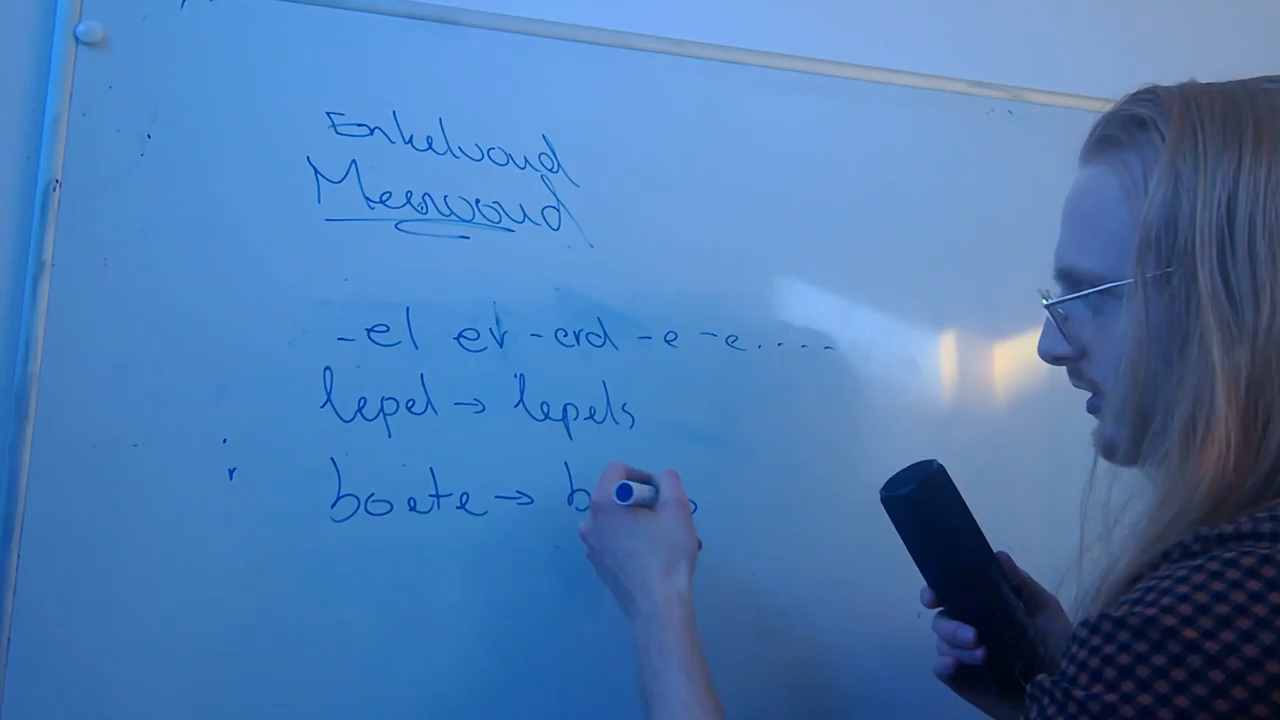 Enkelvoud
Meervoud
-el er -erd -e -e.....
lepel → lepels
boete → b